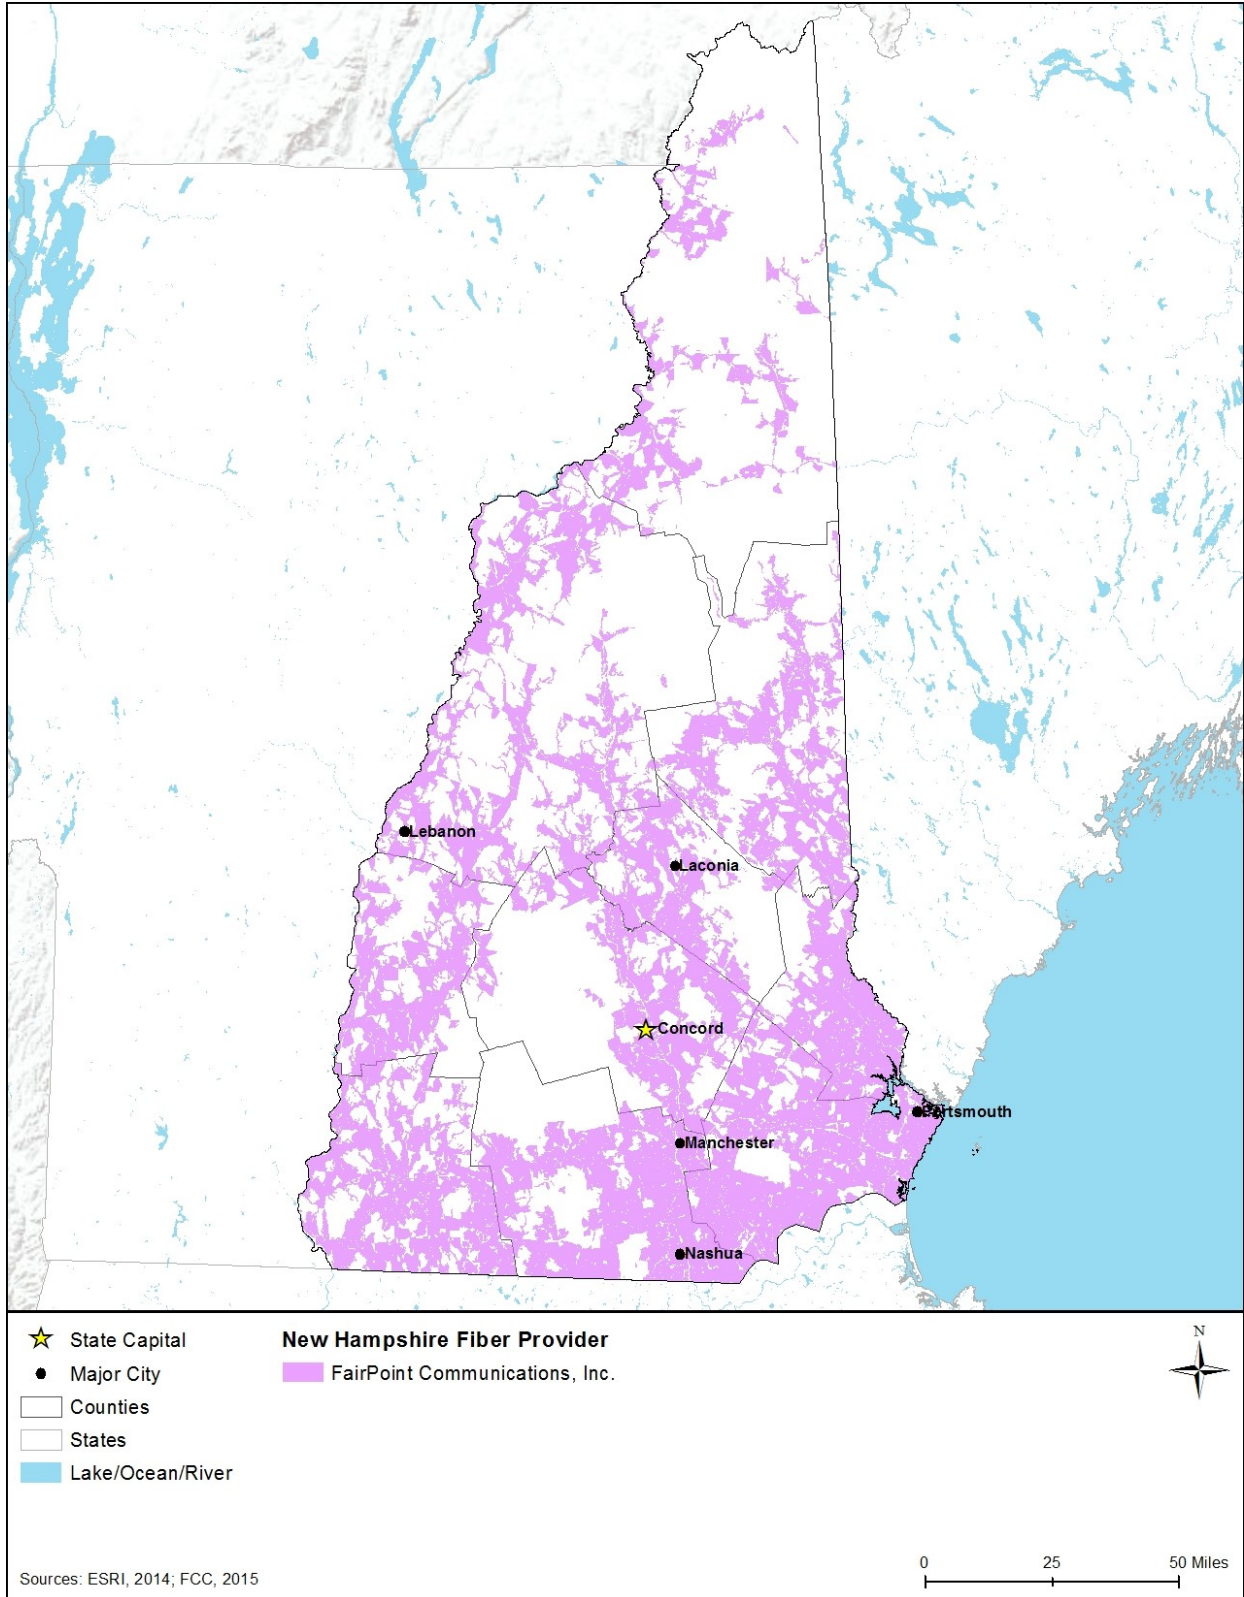 Lebanon
Laconia
Concord
Portsmouth
Manchester
Nashua
State Capital
Major City
Counties
States
Lake/Ocean/River
New Hampshire Fiber Provider
FairPoint Communications, Inc.
N
Sources: ESRI, 2014; FCC, 2015
0 25 50 Miles